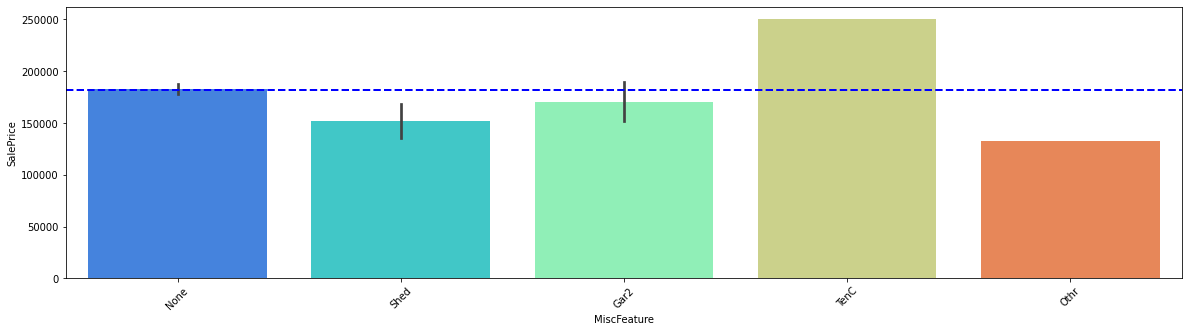 250000
200000
150000
100000
50000
0
SalePrice
None
Shed
Gar2
TenC
Othr
MiscFeature